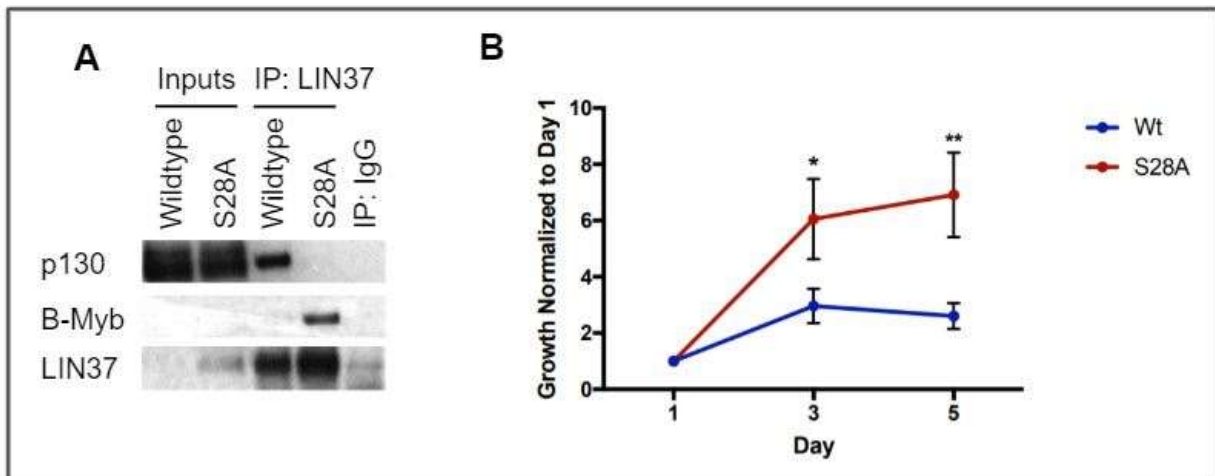 A
Inputs IP: LIN37
Wildtype
S28A
Wildtype
S28A
IP: IgG
p130
B-Myb
LIN37
B
Growth Normalized to Day 1
10
8
6
4
2
0
*
**
1 3 5
Day
Wt
S28A